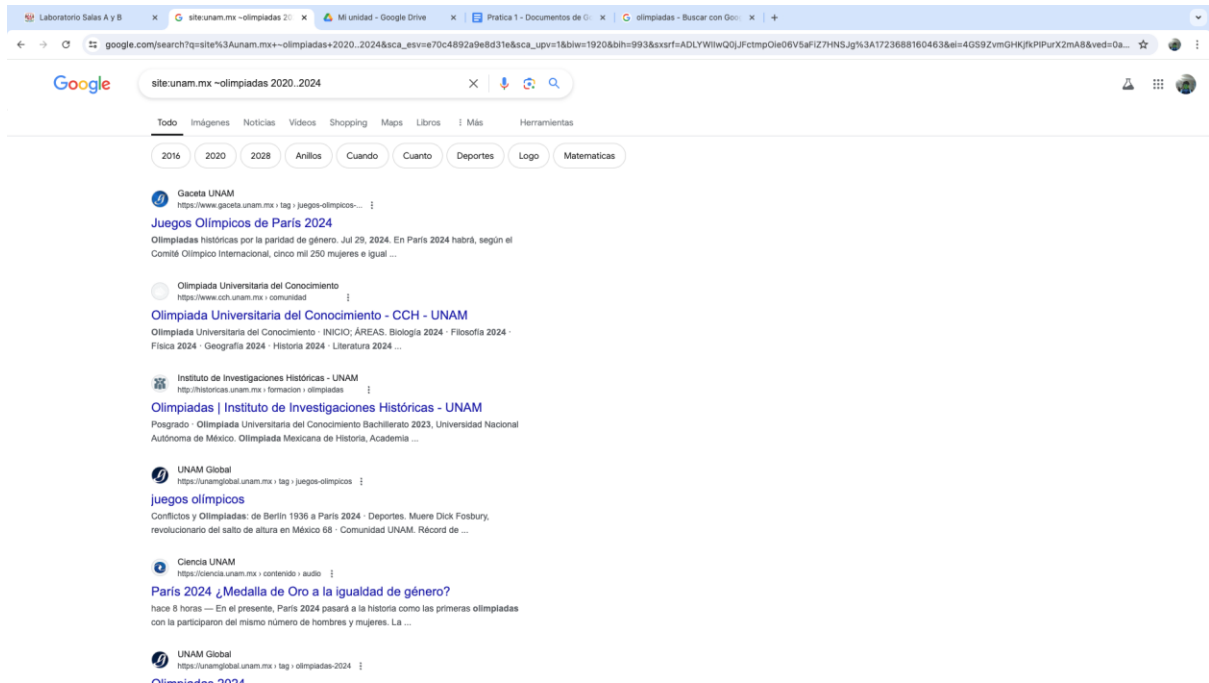 Laboratorio Salas A y B
site:unam.mx ~olimpiadas 20
Mi unidad - Google Drive
Pratica 1 - Documentos de G
olimpiadas - Buscar con Goo
google.com/search?q=site%3Aunam.mx+~olimpiadas+2020..2024&sca_esv=e70c4892a9e8d31e&sca_upv=1&biw=1920&bih=993&sxsrf=
Google
site:unam.mx ~olimpiadas 2020..2024
Todo Imágenes Noticias Videos Shopping Maps Libros Más Herramientas
2016 2020 2028 Anillos Cuando Cuanto Deportes Logo Matematicas
Gaceta UNAM
https://www.gaceta.unam.mx › tag › juegos-olimpicos-...
Juegos Olímpicos de París 2024
Olimpiadas históricas por la paridad de género. Jul 29, 2024. En París 2024 habrá, según el
Comité Olímpico Internacional, cinco mil 250 mujeres e igual ...
Olimpiada Universitaria del Conocimiento
https://www.cch.unam.mx › comunidad
Olimpiada Universitaria del Conocimiento - CCH - UNAM
Olimpiada Universitaria del Conocimiento · INICIO; ÁREAS. Biología 2024 · Filosofía 2024 ·
Física 2024 · Geografía 2024 · Historia 2024 · Literatura 2024 ...
Instituto de Investigaciones Históricas - UNAM
http://historicas.unam.mx › formacion › olimpiadas
Olimpiadas | Instituto de Investigaciones Históricas - UNAM
Posgrado · Olimpiada Universitaria del Conocimiento Bachillerato 2023, Universidad Nacional
Autónoma de México. Olimpiada Mexicana de Historia, Academia ...
UNAM Global
https://unamglobal.unam.mx › tag › juegos-olimpicos
juegos olímpicos
Conflictos y Olimpiadas: de Berlín 1936 a París 2024 · Deportes. Muere Dick Fosbury,
revolucionario del salto de altura en México 68 · Comunidad UNAM. Récord de ...
Ciencia UNAM
https://ciencia.unam.mx › contenido › audio
París 2024 ¿Medalla de Oro a la igualdad de género?
hace 8 horas — En el presente, París 2024 pasará a la historia como las primeras olimpiadas
con la participaron del mismo número de hombres y mujeres. La ...
UNAM Global
https://unamglobal.unam.mx › tag › olimpiadas-2024
Olimpiadas 2024